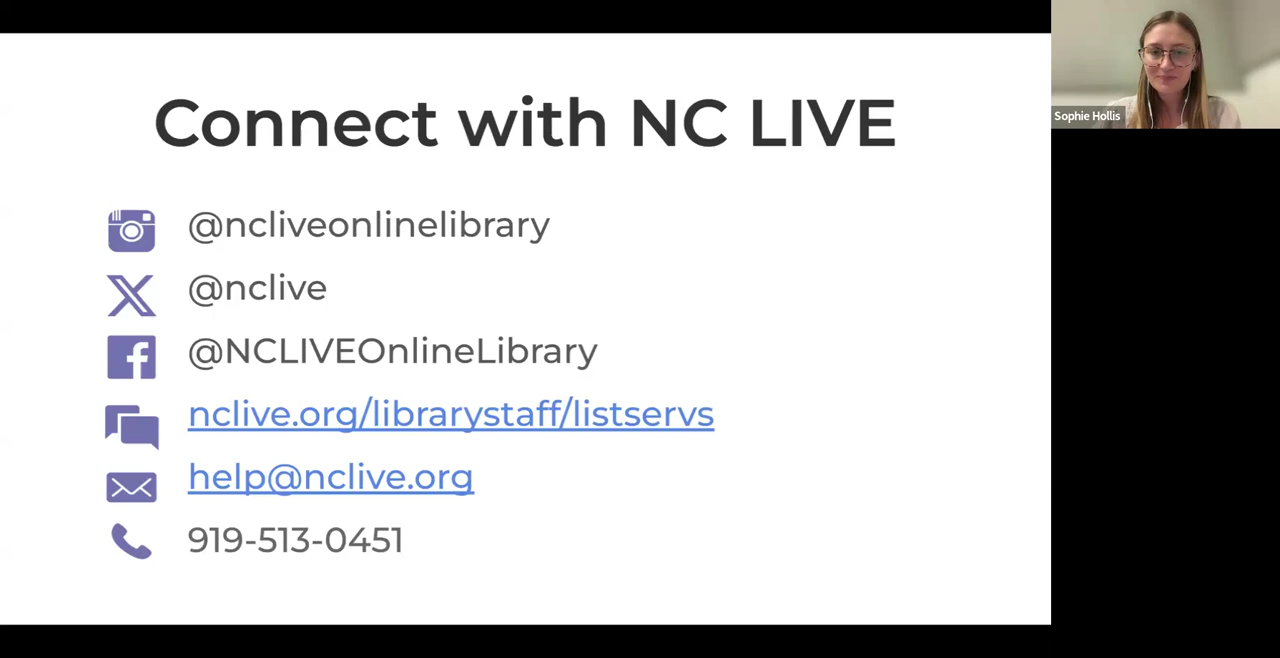 Connect with NC LIVE
@ncliveonlinelibrary
@nclive
@NCLIVEOnlineLibrary
nclive.org/librarystaff/listservs
help@nclive.org
919-513-0451
Sophie Hollis